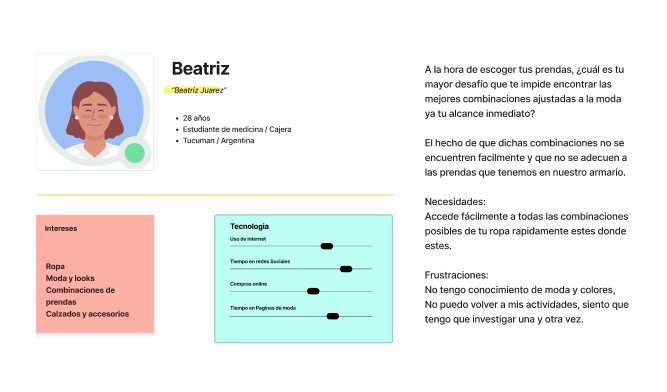 Beatriz
"Beatriz Juarez"
• 28 años
• Estudiante de medicina / Cajera
• Tucuman / Argentina
Intereses
Ropa
Moda y looks
Combinaciones de
prendas
Calzados y accesorios
Tecnologia
Uso de internet
Tiempo en redes Sociales
Compras online
Tiempo en Paginas de moda
A la hora de escoger tus prendas, ¿cuál es tu
mayor desafío que te impide encontrar las
mejores combinaciones ajustadas a la moda
ya tu alcance inmediato?
El hecho de que dichas combinaciones no se
encuentren facilmente y que no se adecuen a
las prendas que tenemos en nuestro armario.
Necesidades:
Accede fácilmente a todas las combinaciones
posibles de tu ropa rapidamente estes donde
estes.
Frustraciones:
No tengo conocimiento de moda y colores,
No puedo volver a mis actividades, siento que
tengo que investigar una y otra vez.